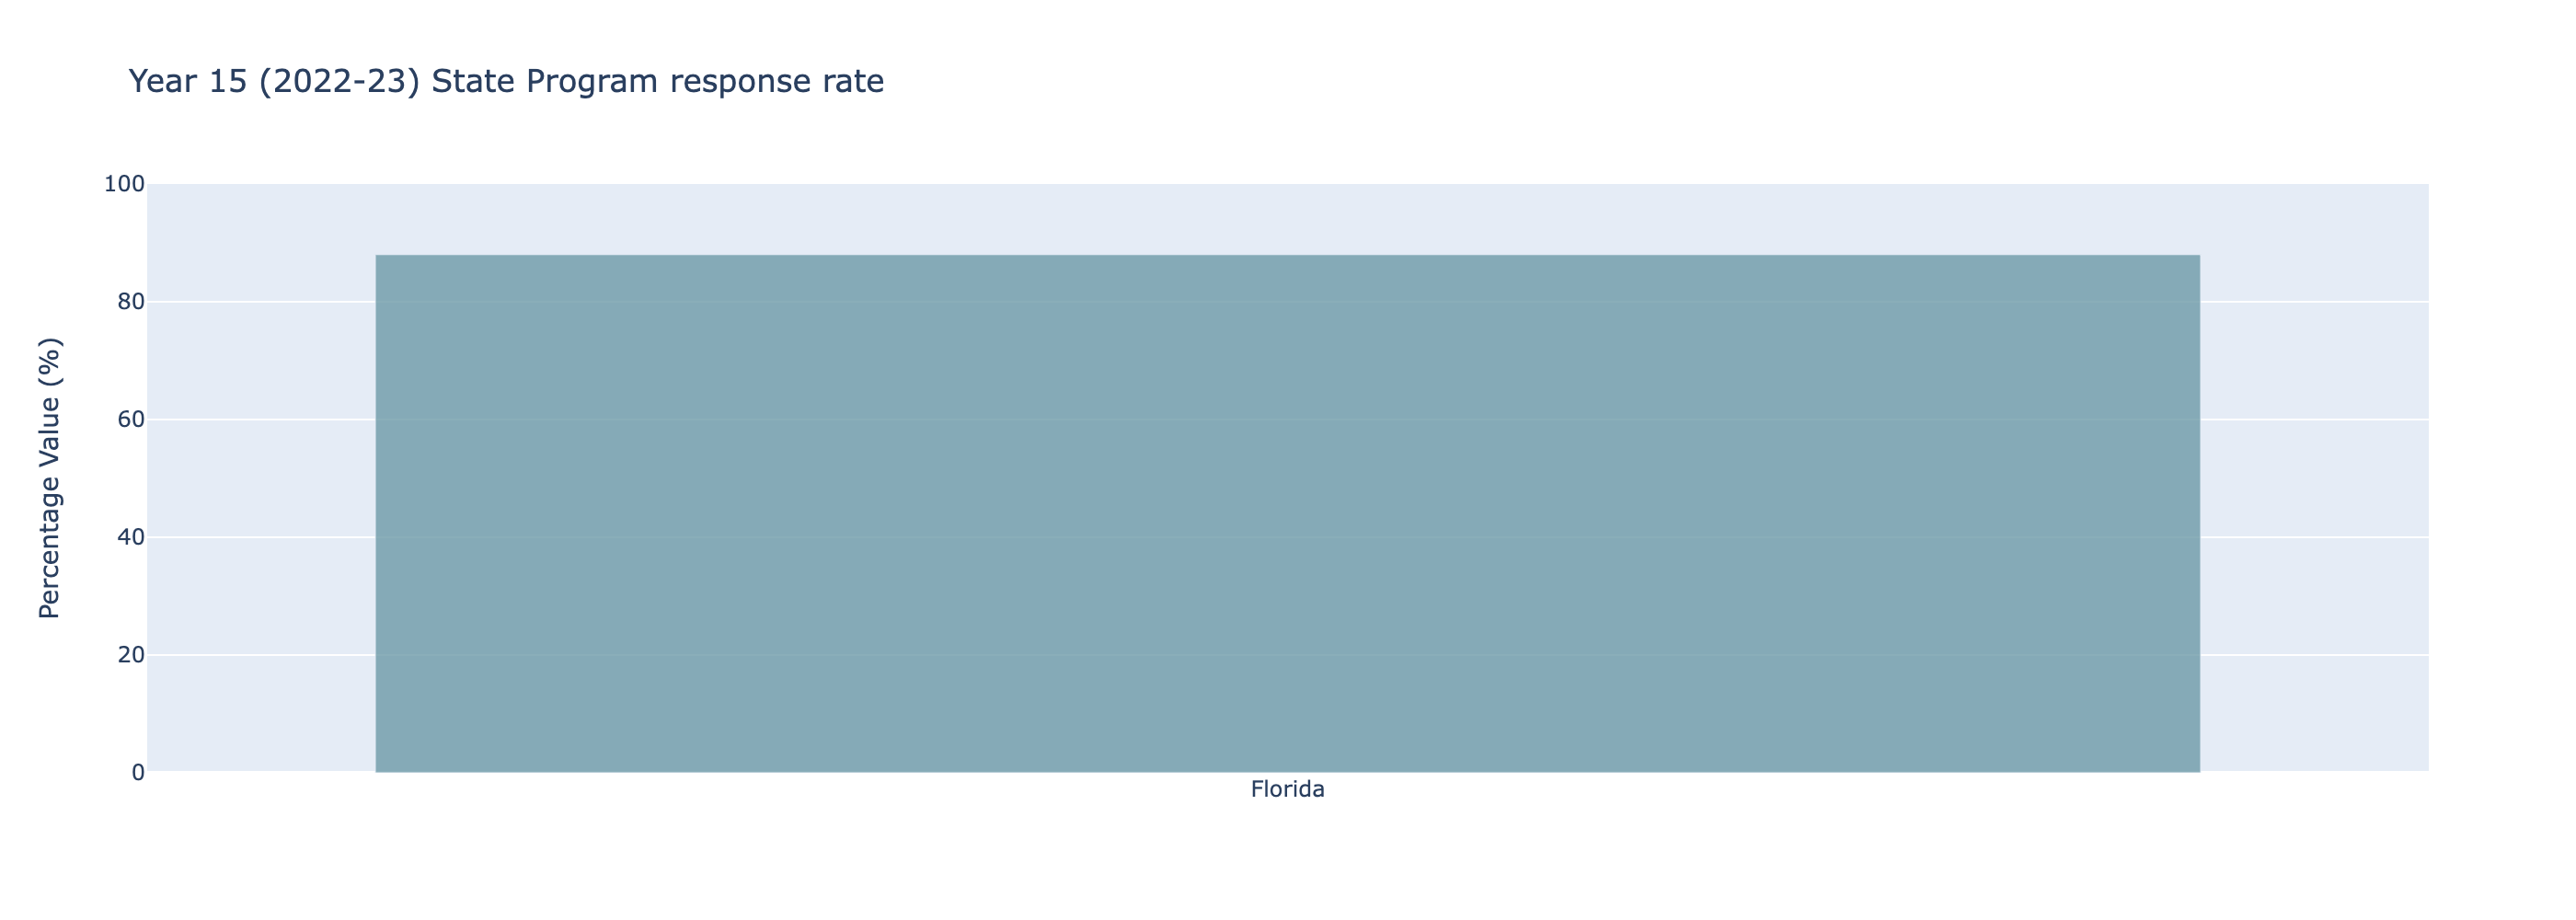 Year 15 (2022-23) State Program response rate
100
80
60
40
20
0
Percentage Value (%)
Florida